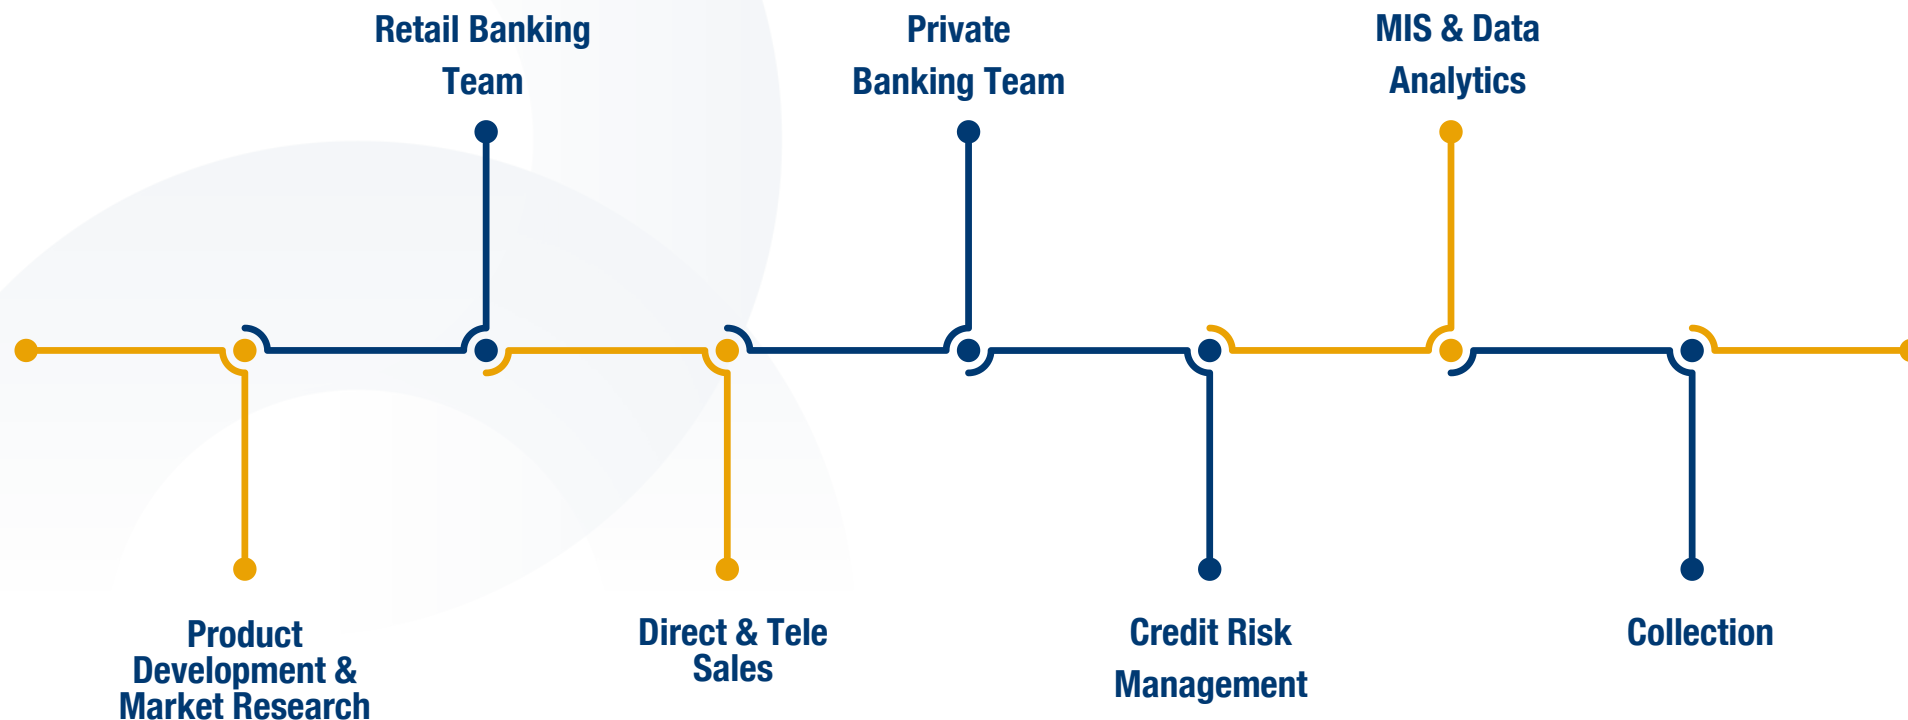 Retail Banking
Team
Private
Banking Team
MIS & Data
Analytics
Product
Development &
Market Research
Direct & Tele
Sales
Credit Risk
Management
Collection